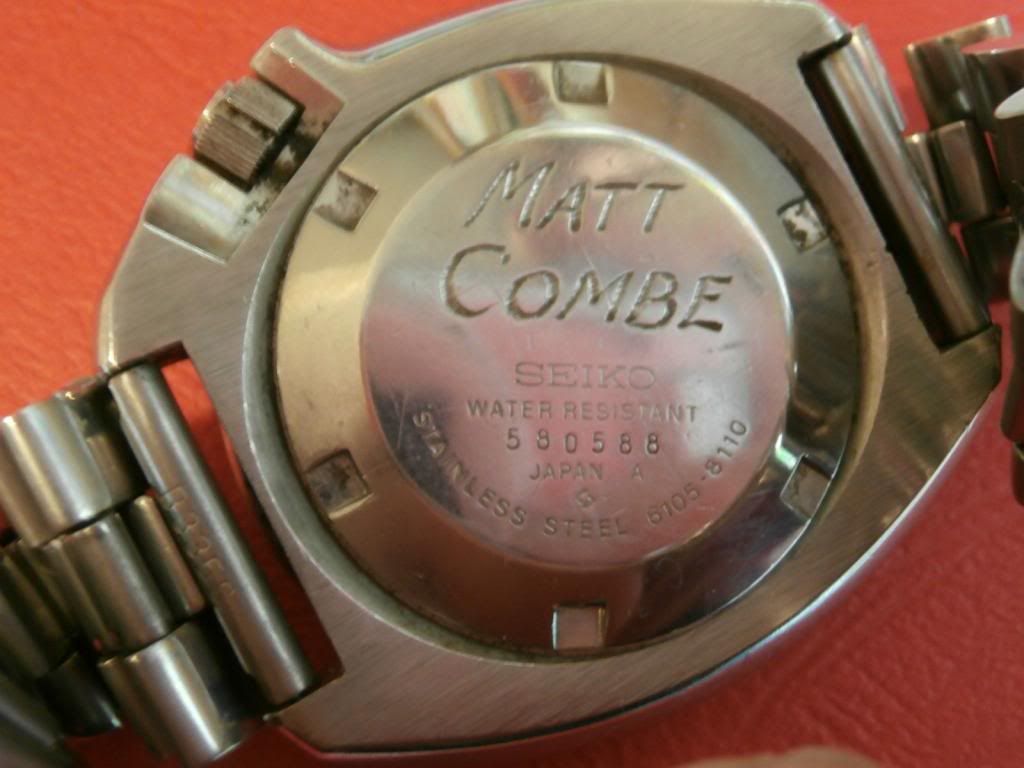 MATT
COMBE
SEIKO
WATER RESISTANT
580588
JAPAN A
STAINLESS STEEL 6105-8110